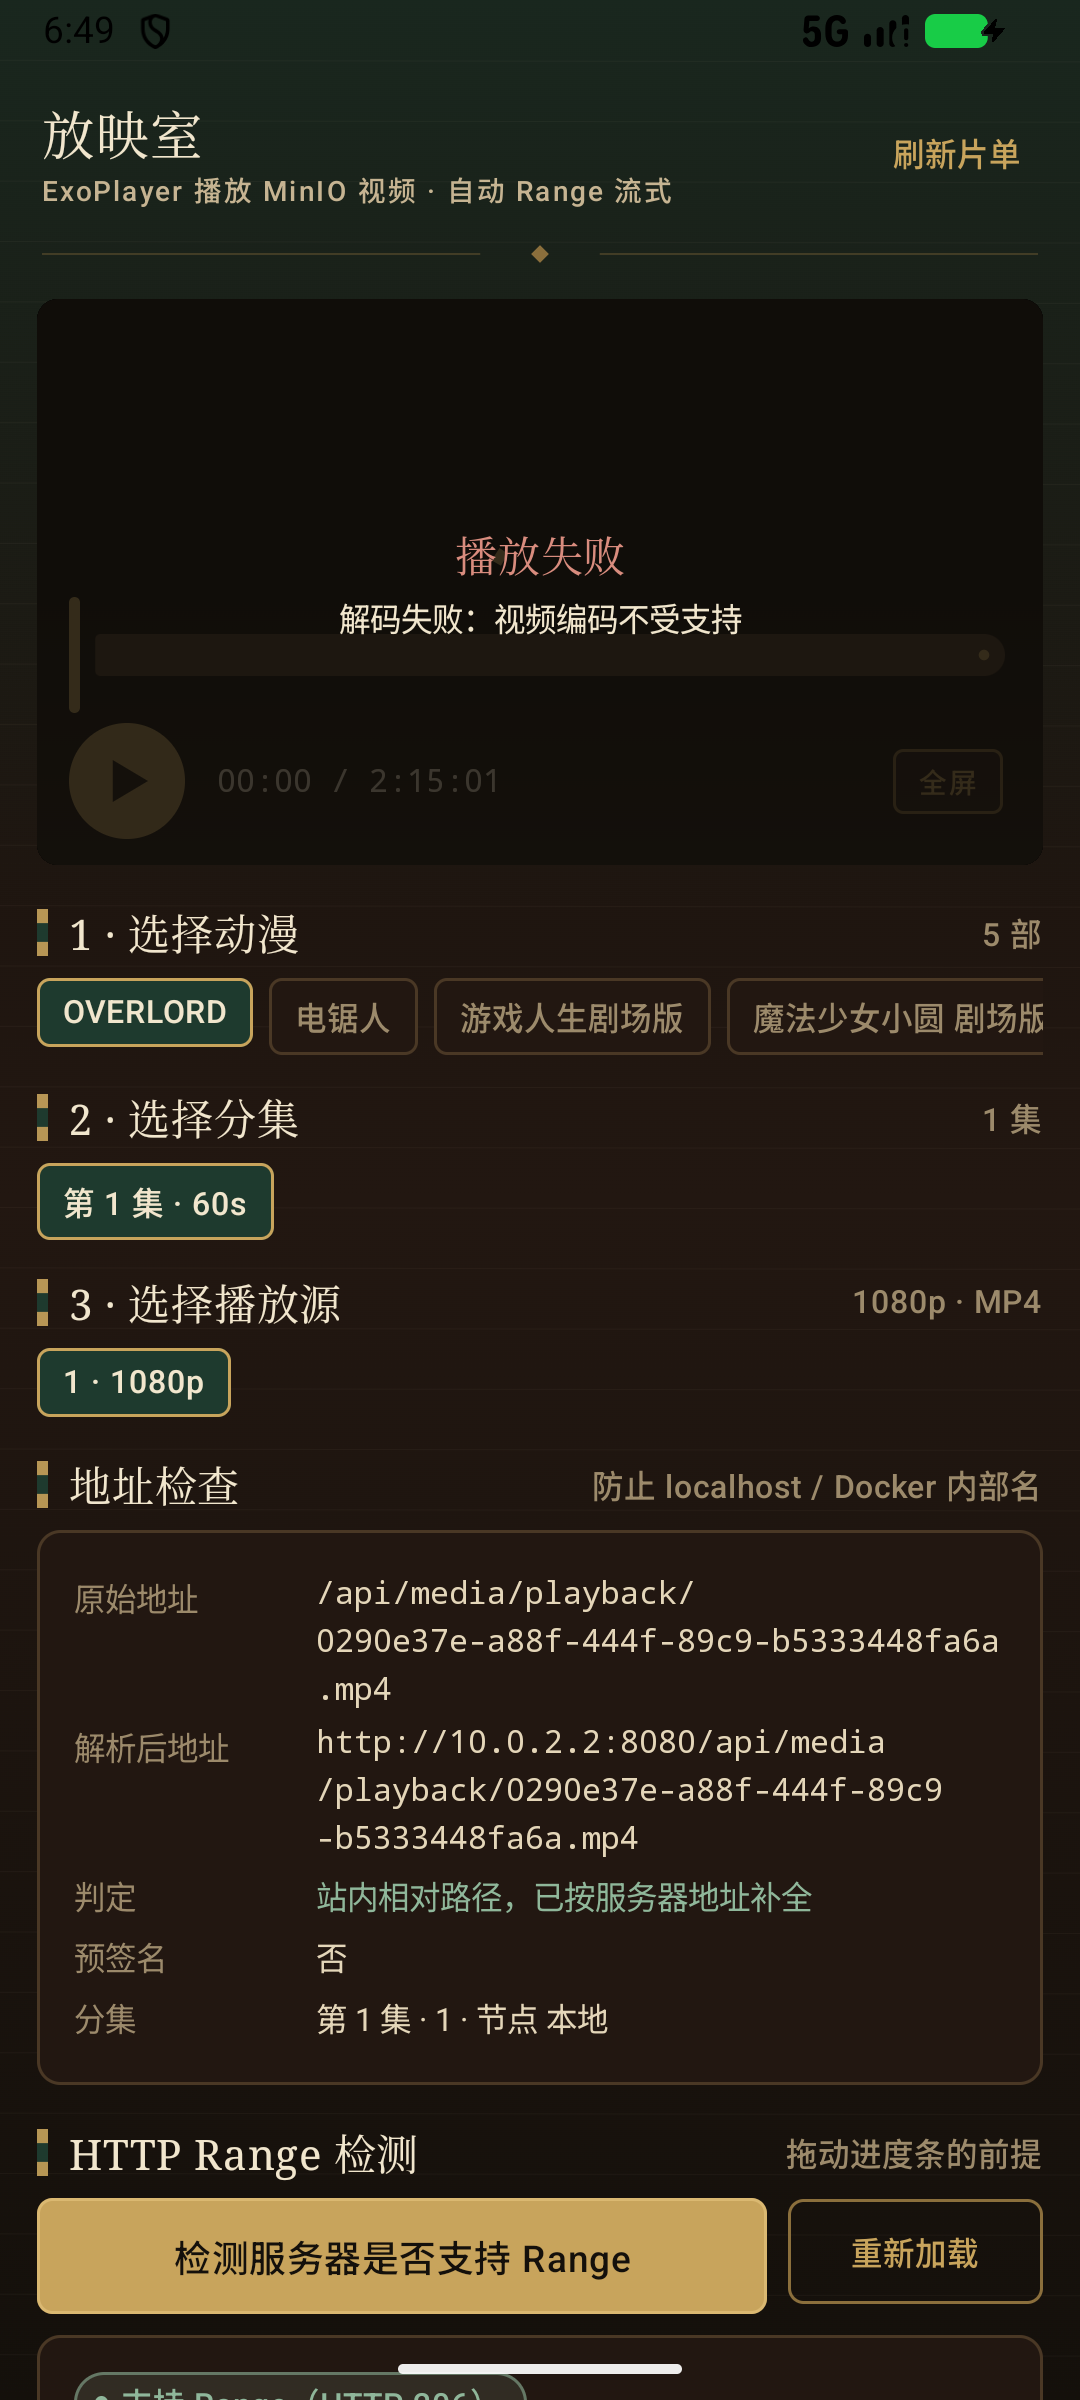 6:49
5G
放映室
刷新片单
ExoPlayer 播放 MinIO 视频 · 自动 Range 流式
播放失败
解码失败：视频编码不受支持
00:00 / 2:15:01
全屏
1 · 选择动漫
5 部
OVERLORD
电锯人
游戏人生剧场版
魔法少女小圆 剧场版
2 · 选择分集
1 集
第 1 集 · 60s
3 · 选择播放源
1080p · MP4
1 · 1080p
地址检查
防止 localhost / Docker 内部名
原始地址
/api/media/playback/
0290e37e-a88f-444f-89c9-b5333448fa6a
.mp4
解析后地址
http://10.0.2.2:8080/api/media
/playback/0290e37e-a88f-444f-89c9
-b5333448fa6a.mp4
判定
站内相对路径，已按服务器地址补全
预签名
否
分集
第 1 集 · 1 · 节点 本地
HTTP Range 检测
拖动进度条的前提
检测服务器是否支持 Range
重新加载
支持 Range（HTTP 206）